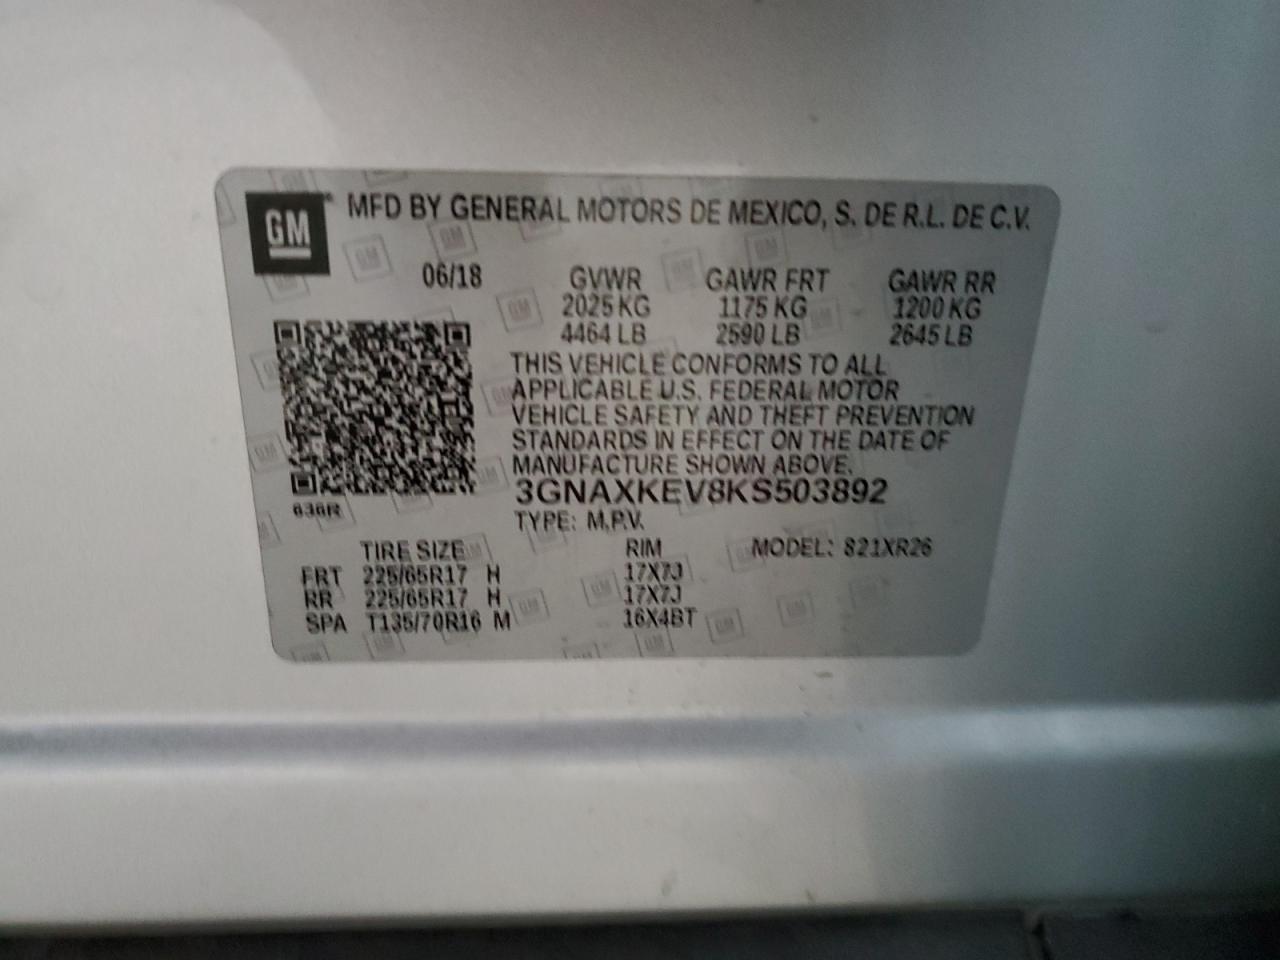 GM® MFD BY GENERAL MOTORS DE MEXICO, S. DE R.L. DE C.V.
06/18 GVWR GAWR FRT GAWR RR
2025 KG 1175 KG 1200 KG
4464 LB 2590 LB 2645 LB
THIS VEHICLE CONFORMS TO ALL
APPLICABLE U.S. FEDERAL MOTOR
VEHICLE SAFETY AND THEFT PREVENTION
STANDARDS IN EFFECT ON THE DATE OF
MANUFACTURE SHOWN ABOVE.
3GNAXKEV8KS503892
636R
TYPE: M.P.V.
TIRE SIZE RIM MODEL: 821XR26
FRT 225/65R17 H 17X7J
RR 225/65R17 H 17X7J
SPA T135/70R16 M 16X4BT